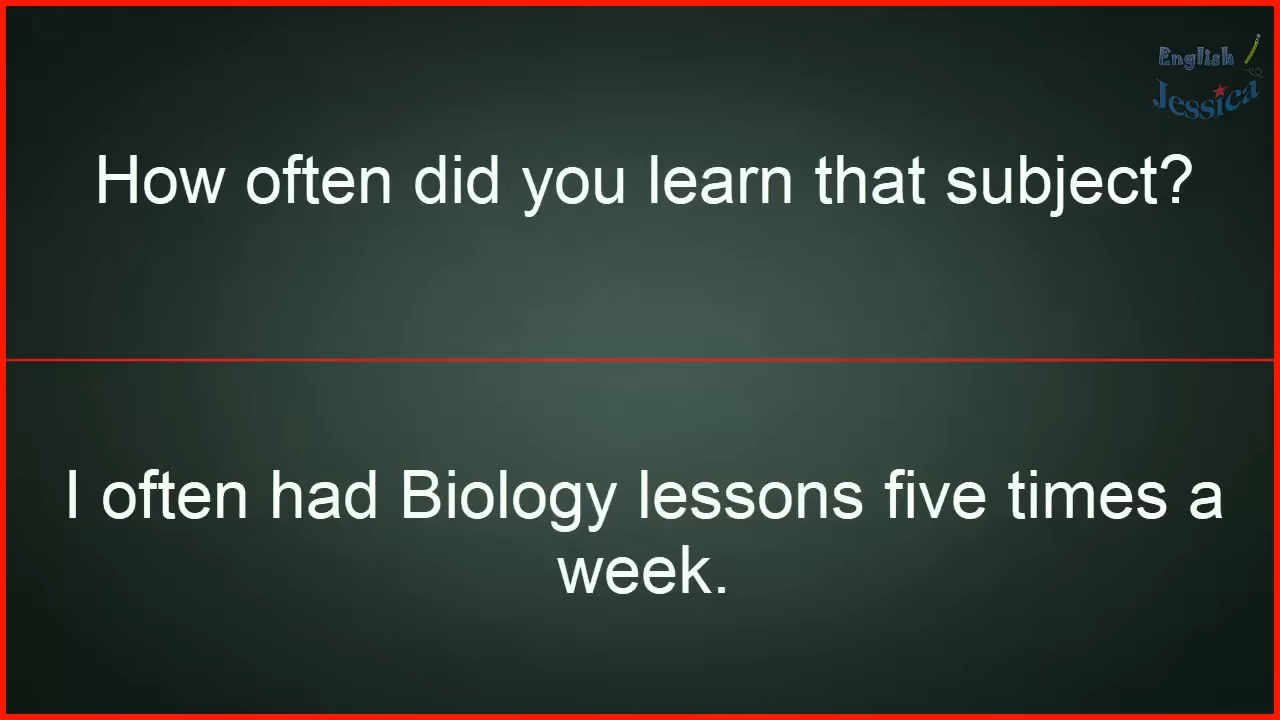 English
Jessica
How often did you learn that subject?
I often had Biology lessons five times a
week.